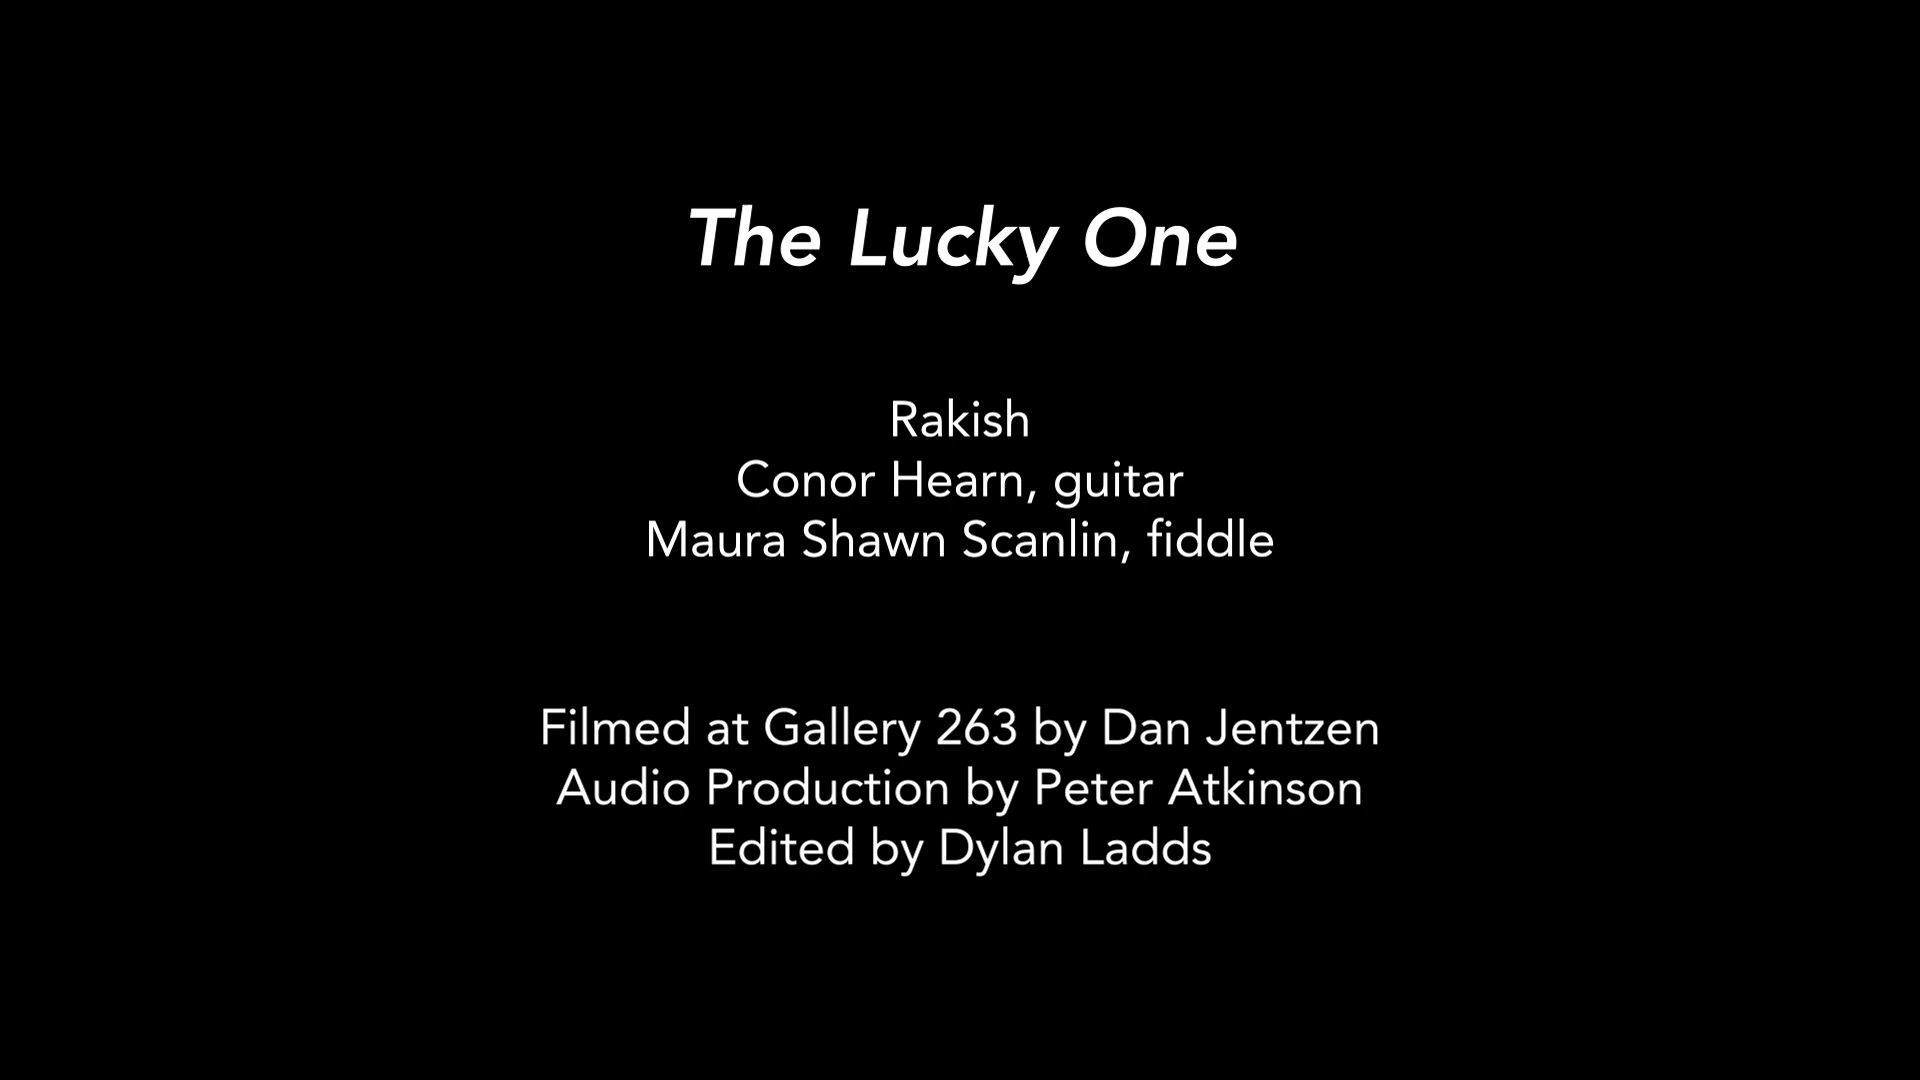 The Lucky One
Rakish
Conor Hearn, guitar
Maura Shawn Scanlin, fiddle
Filmed at Gallery 263 by Dan Jentzen
Audio Production by Peter Atkinson
Edited by Dylan Ladds